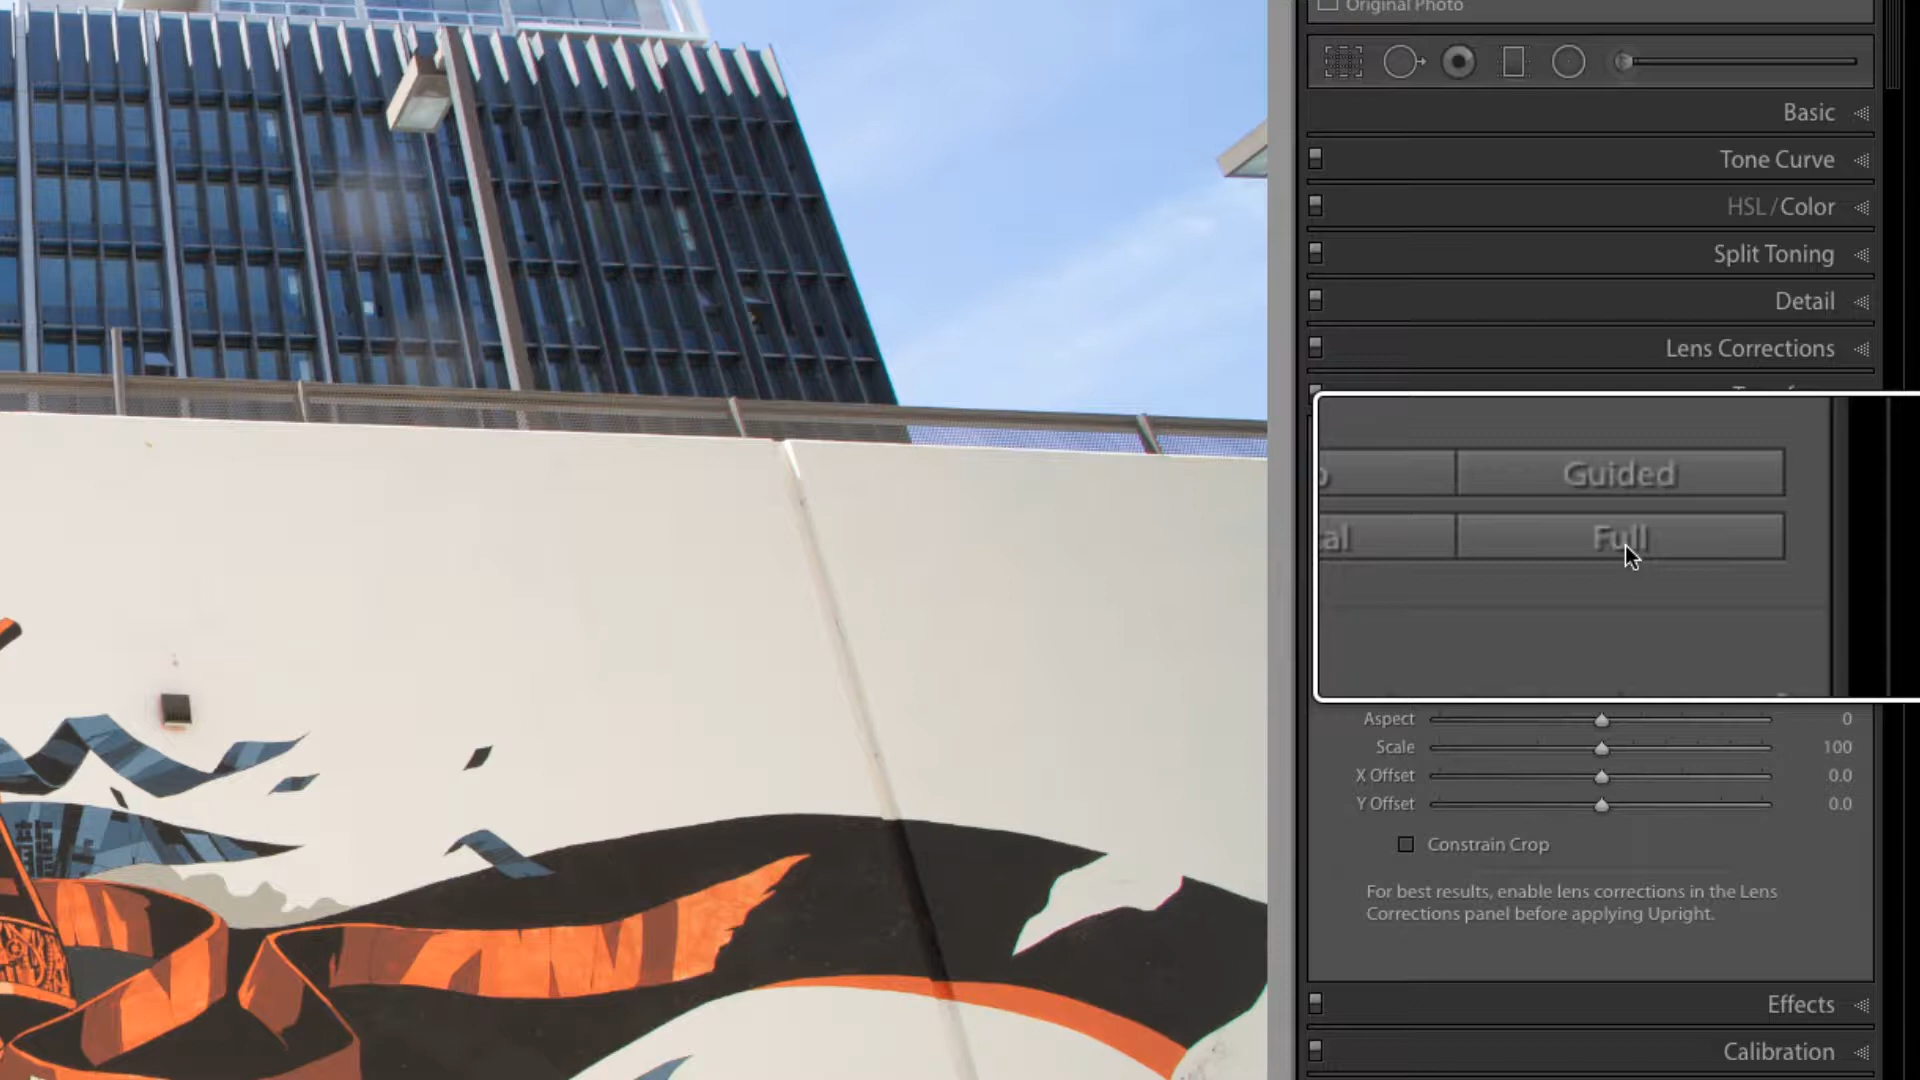 Original Photo
Basic
Tone Curve
HSL / Color
Split Toning
Detail
Lens Corrections
Guided
Full
Aspect 0
Scale 100
X Offset 0.0
Y Offset 0.0
Constrain Crop
For best results, enable lens corrections in the Lens
Corrections panel before applying Upright.
Effects
Calibration